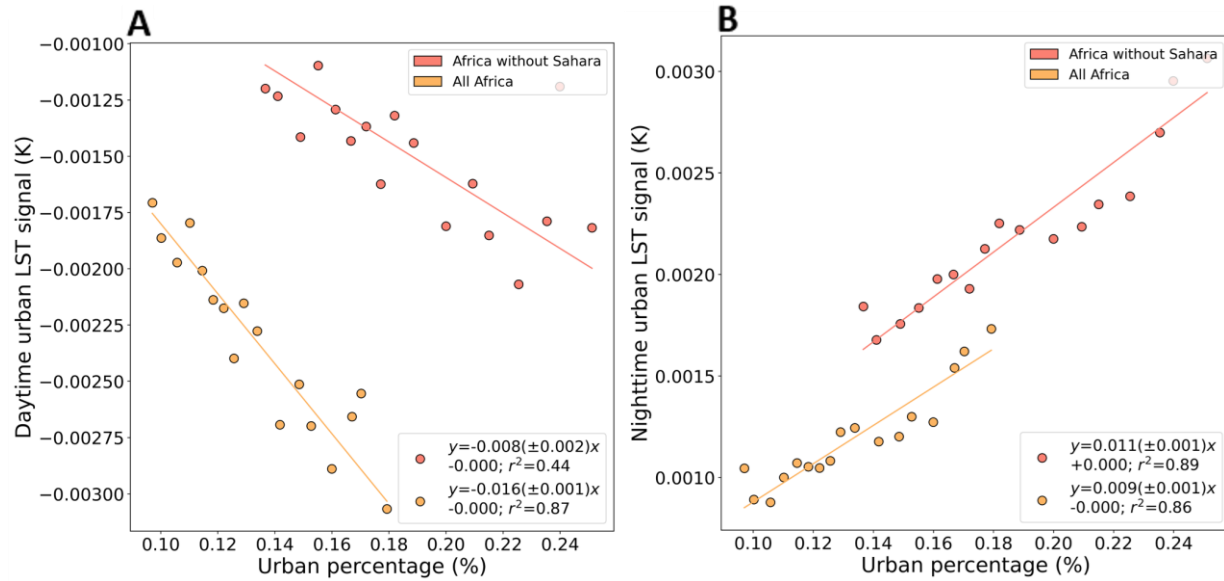 A
Daytime urban LST signal (K)
−0.00100
−0.00125
−0.00150
−0.00175
−0.00200
−0.00225
−0.00250
−0.00275
−0.00300
Africa without Sahara
All Africa
y=-0.008(±0.002)x
-0.000; r²=0.44
y=-0.016(±0.001)x
-0.000; r²=0.87
0.10 0.12 0.14 0.16 0.18 0.20 0.22 0.24
Urban percentage (%)
B
Nighttime urban LST signal (K)
0.0030
0.0025
0.0020
0.0015
0.0010
Africa without Sahara
All Africa
y=0.011(±0.001)x
+0.000; r²=0.89
y=0.009(±0.001)x
-0.000; r²=0.86
0.10 0.12 0.14 0.16 0.18 0.20 0.22 0.24
Urban percentage (%)